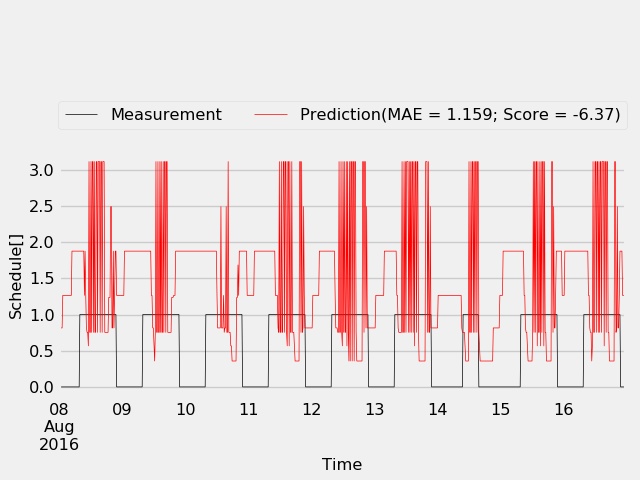 Measurement
Prediction(MAE = 1.159; Score = -6.37)
Schedule[]
3.0
2.5
2.0
1.5
1.0
0.5
0.0
08 09 10 11 12 13 14 15 16
Aug
2016
Time